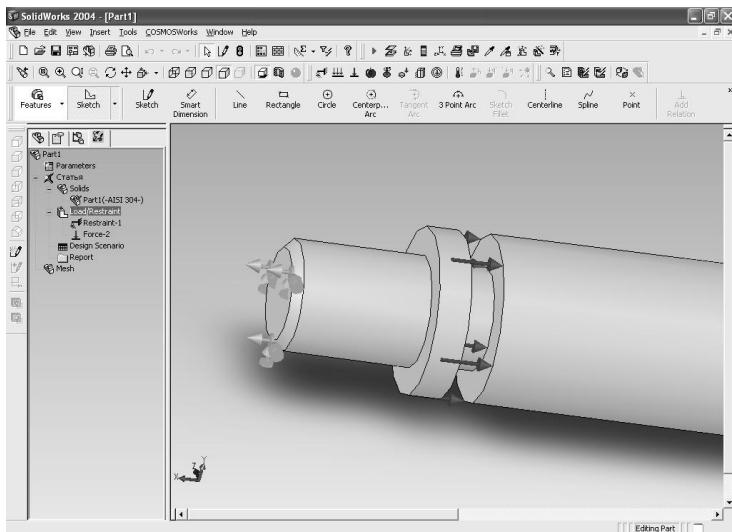 SolidWorks 2004 - [Part1]
File Edit View Insert Tools COSMOSWorks Window Help
Features Sketch Sketch Smart Dimension Line Rectangle Circle Centerp... Arc Tangent Arc 3 Point Arc Sketch Fillet Centerline Spline Point Add Relation
Part1
Parameters
Статья
Solids
Part1(-AISI 304-)
Load/Restraint
Restraint-1
Force-2
Design Scenario
Report
Mesh
Y
Z
X
Editing Part